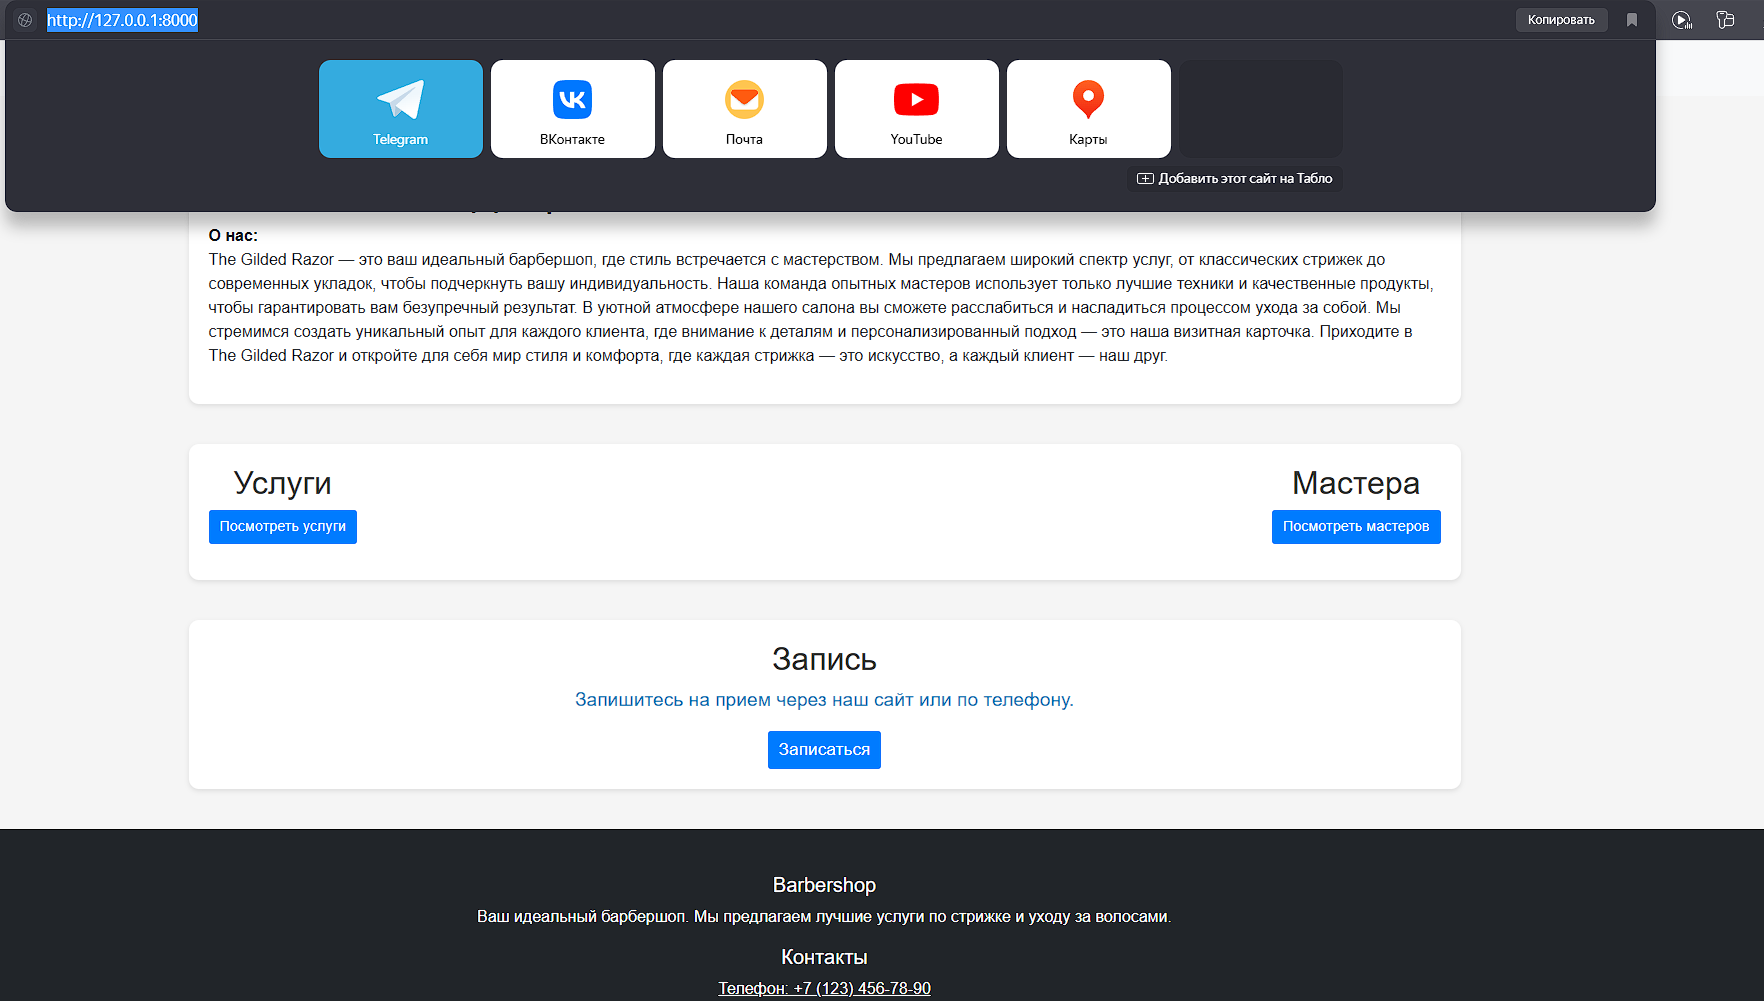 http://127.0.0.1:8000
Копировать
Telegram
ВКонтакте
Почта
YouTube
Карты
Добавить этот сайт на Табло
О нас:
The Gilded Razor — это ваш идеальный барбершоп, где стиль встречается с мастерством. Мы предлагаем широкий спектр услуг, от классических стрижек до
современных укладок, чтобы подчеркнуть вашу индивидуальность. Наша команда опытных мастеров использует только лучшие техники и качественные продукты,
чтобы гарантировать вам безупречный результат. В уютной атмосфере нашего салона вы сможете расслабиться и насладиться процессом ухода за собой. Мы
стремимся создать уникальный опыт для каждого клиента, где внимание к деталям и персонализированный подход — это наша визитная карточка. Приходите в
The Gilded Razor и откройте для себя мир стиля и комфорта, где каждая стрижка — это искусство, а каждый клиент — наш друг.
Услуги
Посмотреть услуги
Мастера
Посмотреть мастеров
Запись
Запишитесь на прием через наш сайт или по телефону.
Записаться
Barbershop
Ваш идеальный барбершоп. Мы предлагаем лучшие услуги по стрижке и уходу за волосами.
Контакты
Телефон: +7 (123) 456-78-90